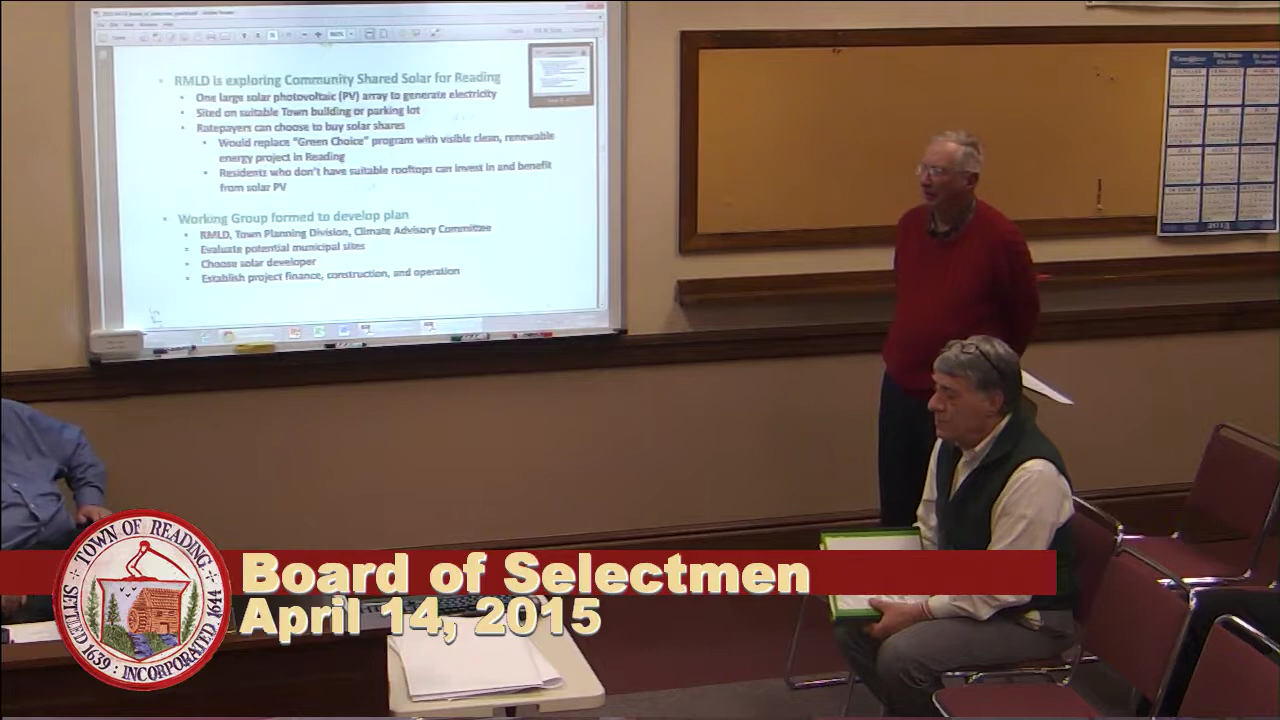 RMLD is exploring Community Shared Solar for Reading
One large solar photovoltaic (PV) array to generate electricity
Sited on suitable Town building or parking lot
Ratepayers can choose to buy solar shares
Would replace "Green Choice" program with visible clean, renewable
energy project in Reading
Residents who don't have suitable rooftops can invest in and benefit
from solar PV
Working Group formed to develop plan
RMLD, Town Planning Division, Climate Advisory Committee
Evaluate potential municipal sites
Choose solar developer
Establish project finance, construction, and operation
2015
TOWN OF READING
SETTLED 1639 : INCORPORATED 1644
Board of Selectmen
April 14, 2015